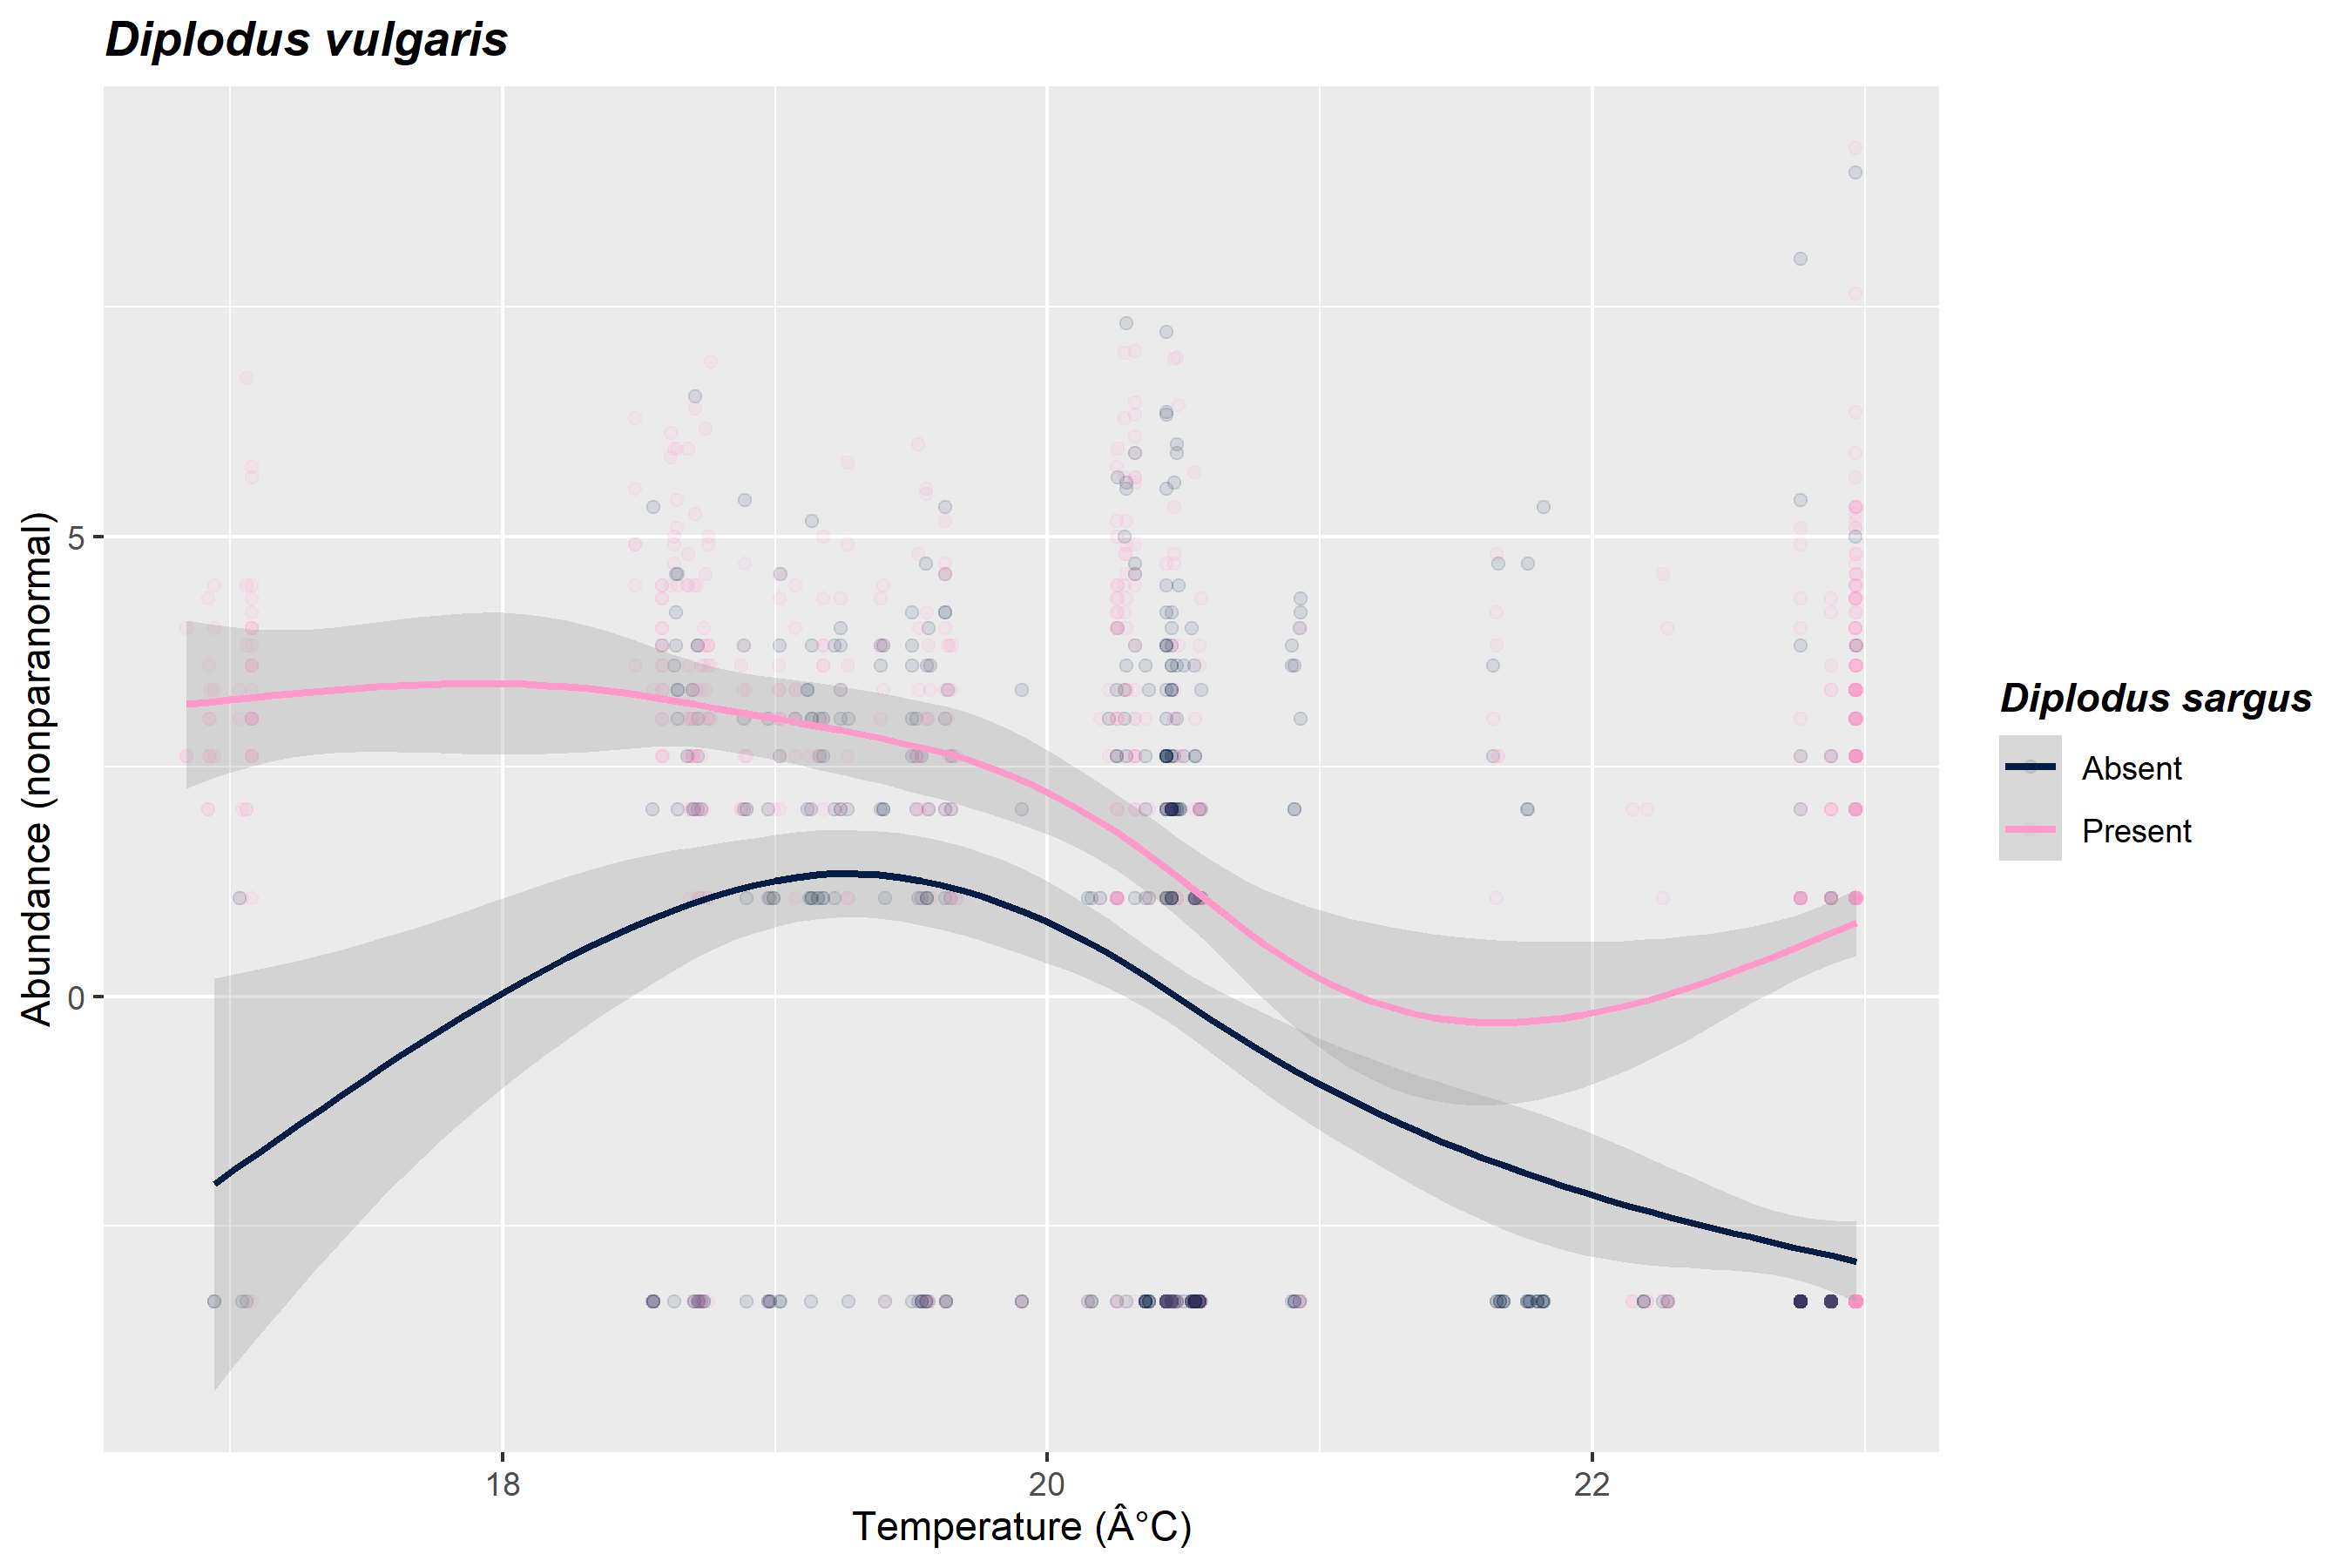 Diplodus vulgaris
Abundance (nonparanormal)
5
0
18
20
22
Temperature (Â°C)
Diplodus sargus
Absent
Present